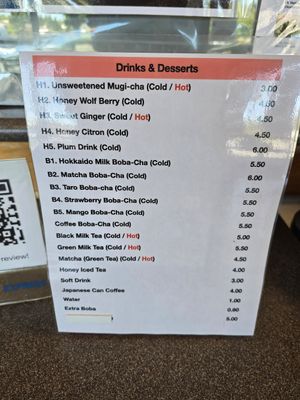 Drinks & Desserts
H1. Unsweetened Mugi-cha (Cold / Hot) 3.00
H2. Honey Wolf Berry (Cold) 4.50
H3. Sweet Ginger (Cold / Hot) 4.50
H4. Honey Citron (Cold) 4.50
H5. Plum Drink (Cold) 6.00
B1. Hokkaido Milk Boba-Cha (Cold) 5.50
B2. Matcha Boba-Cha (Cold) 6.00
B3. Taro Boba-cha (Cold) 5.50
B4. Strawberry Boba-Cha (Cold) 5.50
B5. Mango Boba-Cha (Cold) 5.50
Coffee Boba-Cha (Cold) 5.50
Black Milk Tea (Cold / Hot) 5.00
Green Milk Tea (Cold / Hot) 5.50
Matcha (Green Tea) (Cold / Hot) 4.50
Honey Iced Tea 4.00
Soft Drink 3.00
Japanese Can Coffee 4.00
Water 1.00
Extra Boba 0.80
5.00
review!